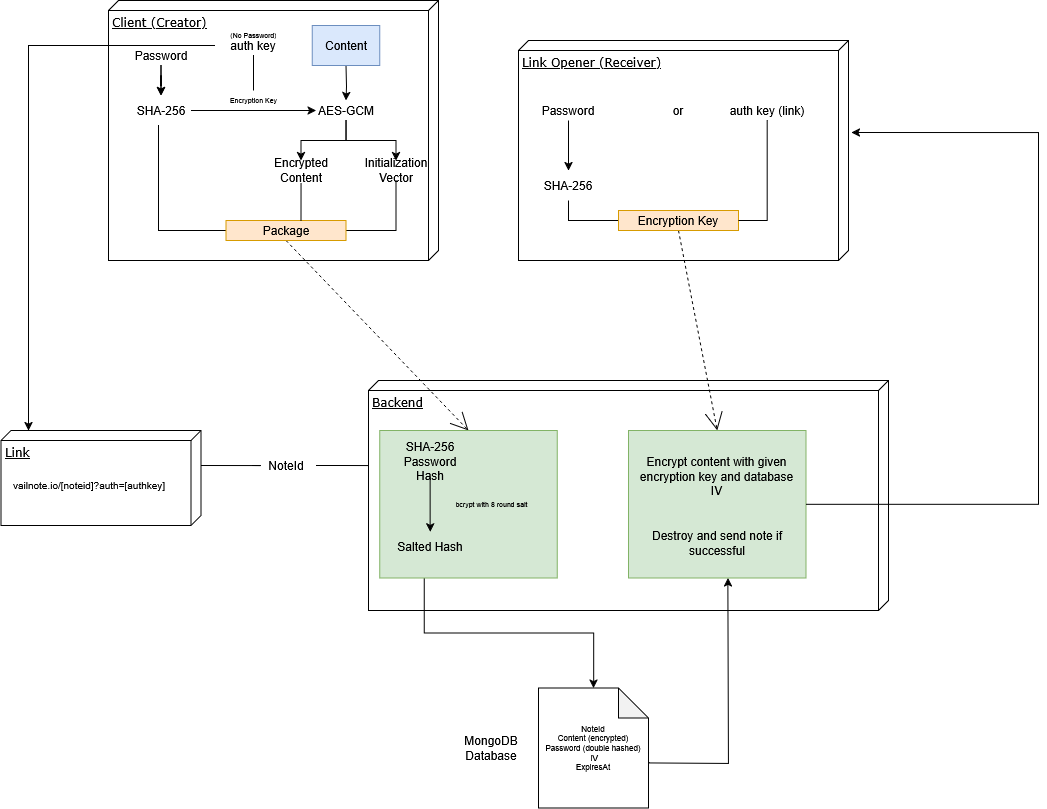 Client (Creator)
(No Password)
auth key
Content
Password
Encryption Key
SHA-256
AES-GCM
Encrypted
Content
Initialization
Vector
Package
Link Opener (Receiver)
Password
or
auth key (link)
SHA-256
Encryption Key
Link
vailnote.io/[noteid]?auth=[authkey]
NoteId
Backend
SHA-256
Password
Hash
bcrypt with 8 round salt
Salted Hash
Encrypt content with given
encryption key and database
IV
Destroy and send note if
successful
MongoDB
Database
NoteId
Content (encrypted)
Password (double hashed)
IV
ExpiresAt